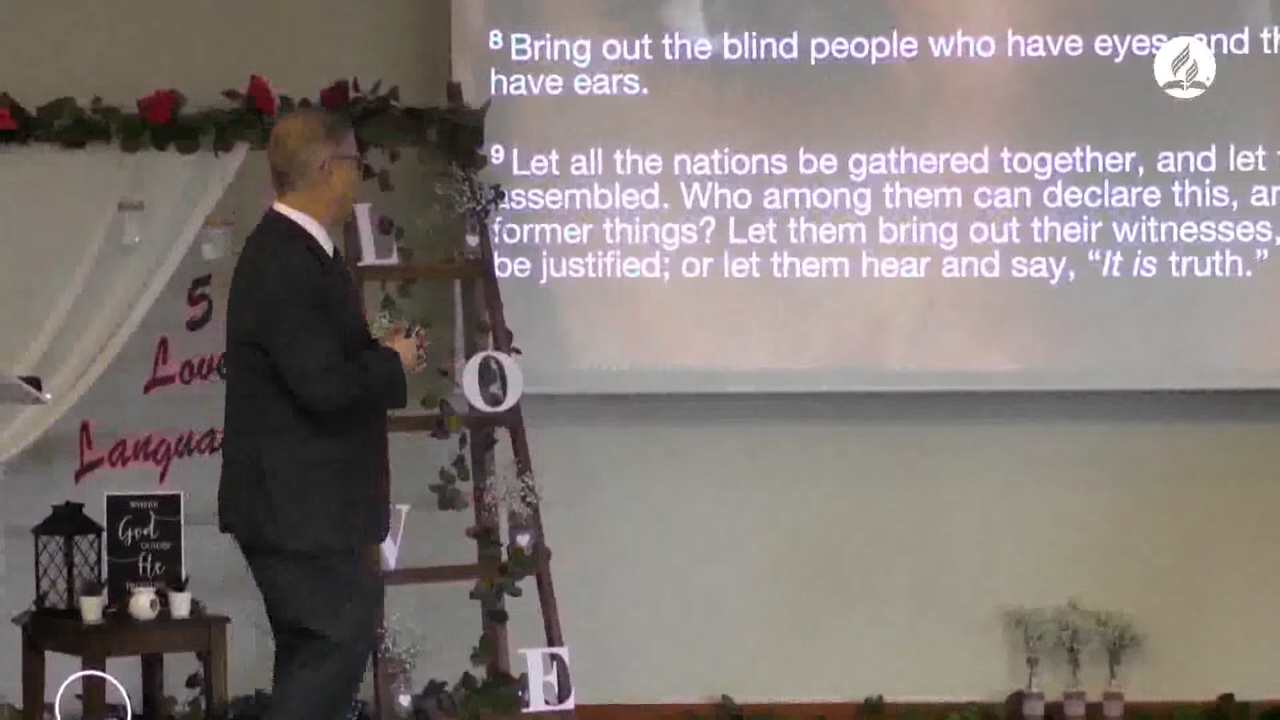 8 Bring out the blind people who have eyes, and th
have ears.
9 Let all the nations be gathered together, and let
assembled. Who among them can declare this, an
former things? Let them bring out their witnesses,
be justified; or let them hear and say, “It is truth.”
L
O
V
E
5
Love
Langua
God
He